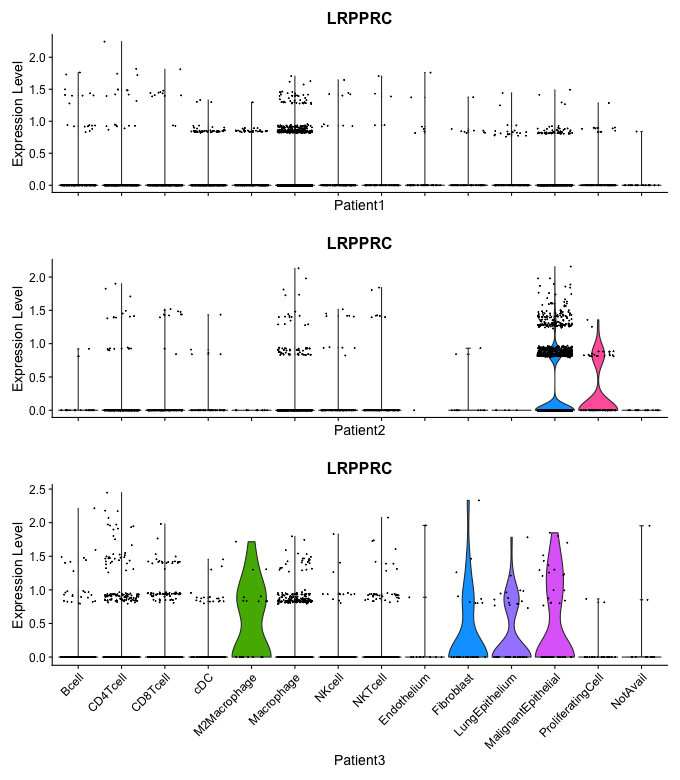 LRPPRC
Expression Level
2.0
1.5
1.0
0.5
0.0
Patient1
LRPPRC
Expression Level
2.0
1.5
1.0
0.5
0.0
Patient2
LRPPRC
Expression Level
2.5
2.0
1.5
1.0
0.5
0.0
Bcell
CD4Tcell
CD8Tcell
cDC
M2Macrophage
Macrophage
NKcell
NKTcell
Endothelium
Fibroblast
LungEpithelium
MalignantEpithelial
ProliferatingCell
NotAvail
Patient3